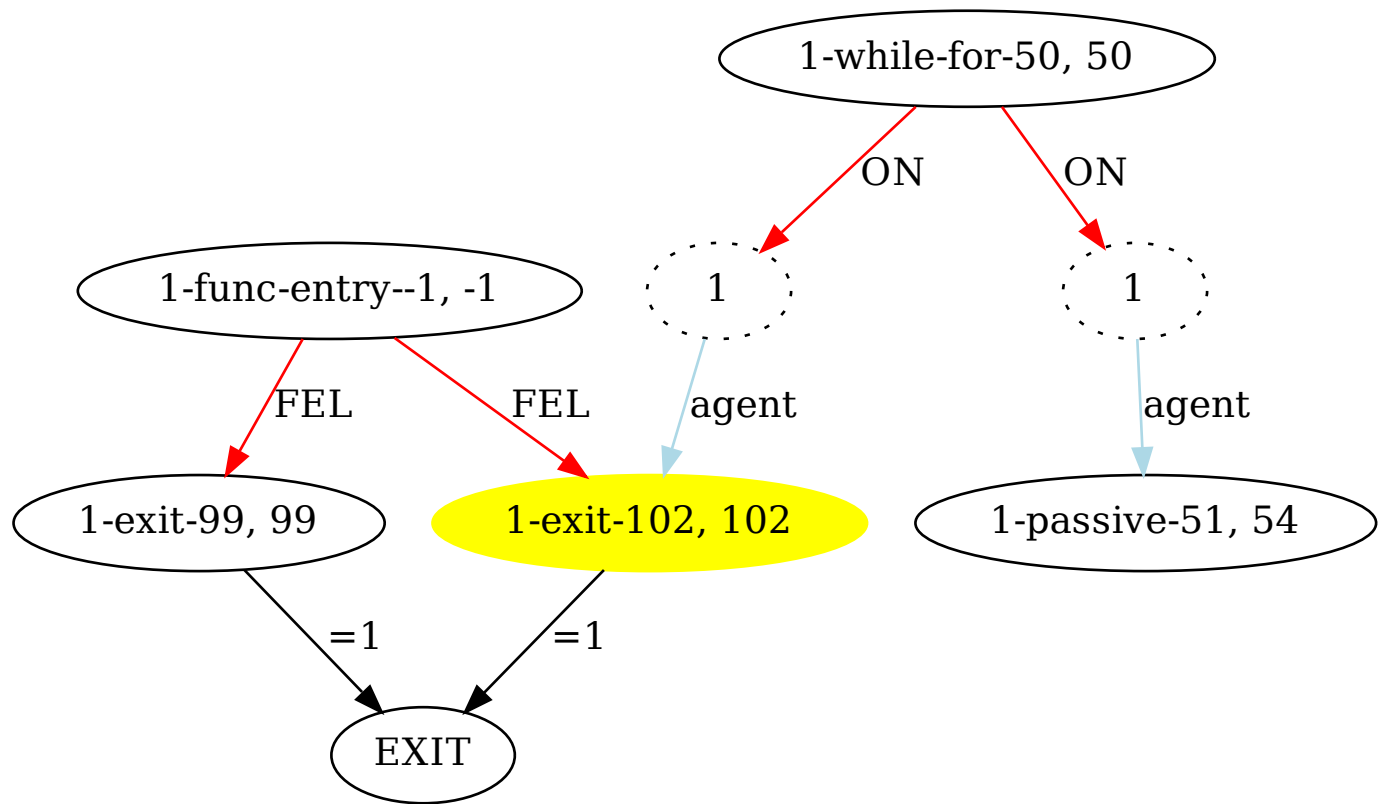 1-while-for-50, 50
ON
ON
1-func-entry--1, -1
1
1
FEL
FEL
agent
agent
1-exit-99, 99
1-exit-102, 102
1-passive-51, 54
=1
=1
EXIT